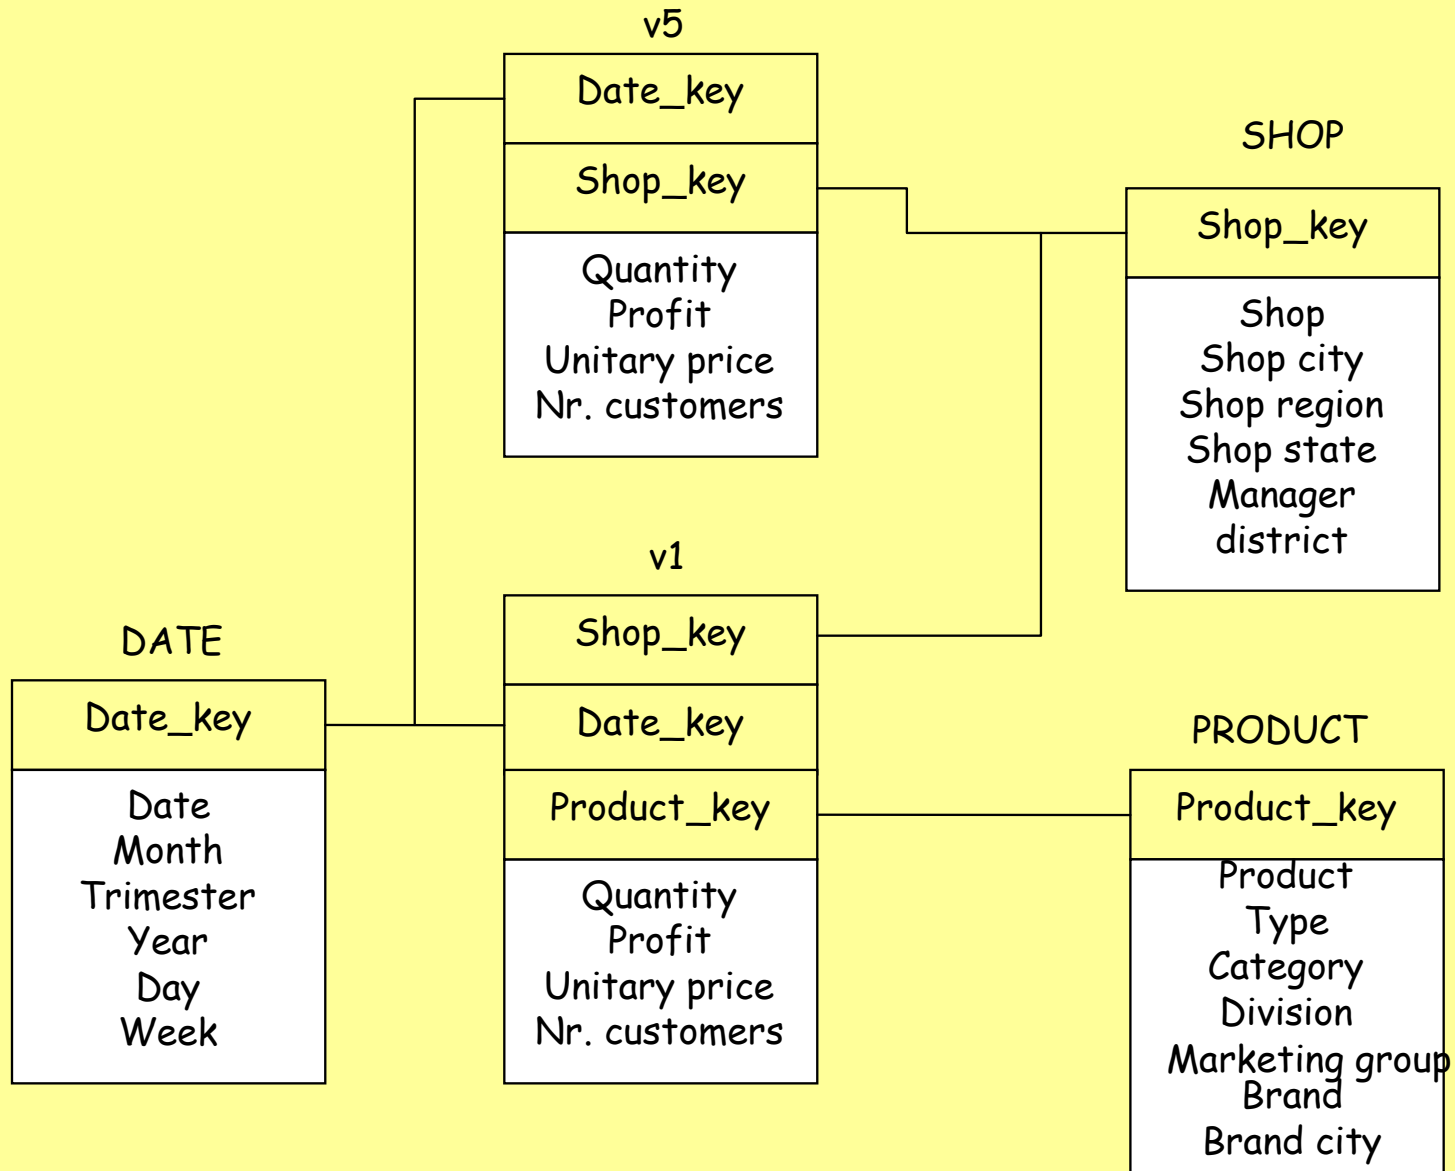 v5
Date_key
Shop_key
Quantity
Profit
Unitary price
Nr. customers
SHOP
Shop_key
Shop
Shop city
Shop region
Shop state
Manager
district
v1
Shop_key
Date_key
Product_key
Quantity
Profit
Unitary price
Nr. customers
DATE
Date_key
Date
Month
Trimester
Year
Day
Week
PRODUCT
Product_key
Product
Type
Category
Division
Marketing group
Brand
Brand city